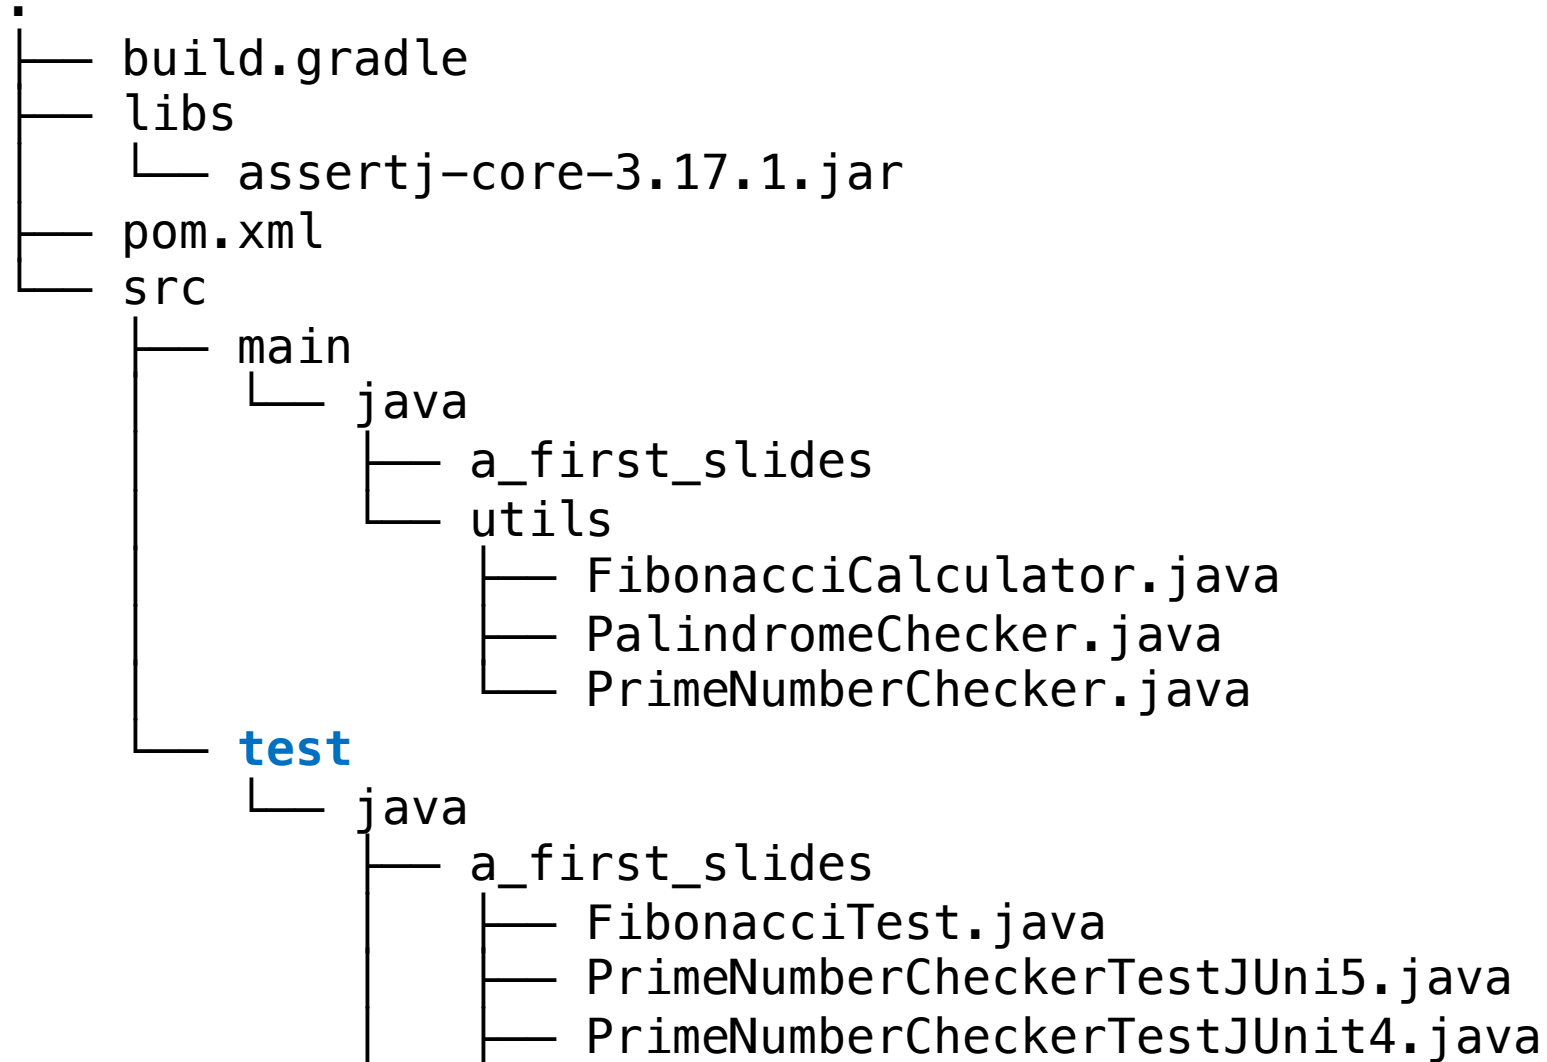 .
├── build.gradle
├── libs
│   └── assertj-core-3.17.1.jar
├── pom.xml
└── src
    ├── main
    │   └── java
    │       ├── a_first_slides
    │       └── utils
    │           ├── FibonacciCalculator.java
    │           ├── PalindromeChecker.java
    │           └── PrimeNumberChecker.java
    └── test
        └── java
            ├── a_first_slides
            │   ├── FibonacciTest.java
            │   ├── PrimeNumberCheckerTestJUni5.java
            │   ├── PrimeNumberCheckerTestJUnit4.java